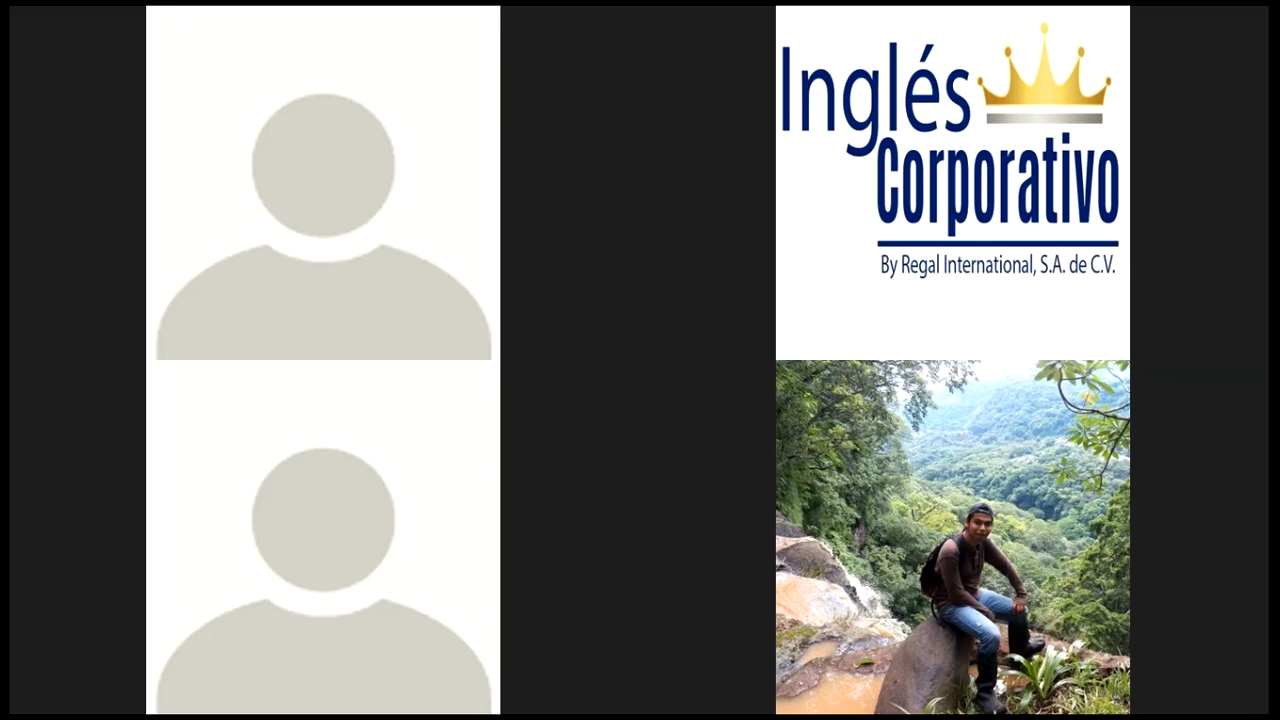 Inglés
Corporativo
By Regal International, S.A. de C.V.